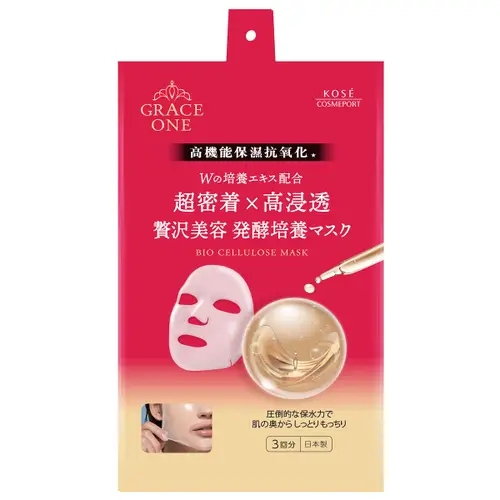 GRACE
ONE
KOSÉ
COSMEPORT
高機能保湿抗氧化★
Wの培養エキス配合
超密着×高浸透
贅沢美容 発酵培養マスク
BIO CELLULOSE MASK
圧倒的な保水力で
肌の奥からしっとりもっちり
3回分 日本製